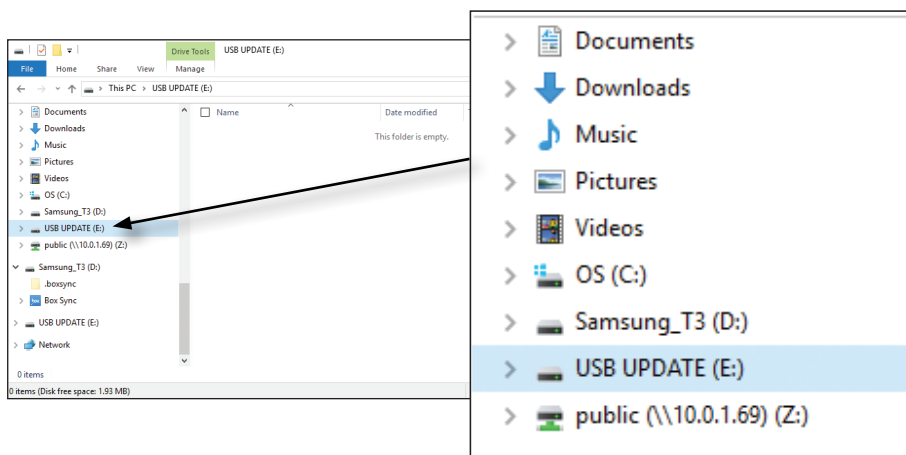 Drive Tools USB UPDATE (E:)
File Home Share View Manage
This PC > USB UPDATE (E:)
Documents
Downloads
Music
Pictures
Videos
OS (C:)
Samsung_T3 (D:)
USB UPDATE (E:)
public (\\10.0.1.69) (Z:)
Samsung_T3 (D:)
.boxsync
Box Sync
USB UPDATE (E:)
Network
Name Date modified
This folder is empty.
0 items
0 items (Disk free space: 1.93 MB)
Documents
Downloads
Music
Pictures
Videos
OS (C:)
Samsung_T3 (D:)
USB UPDATE (E:)
public (\\10.0.1.69) (Z:)